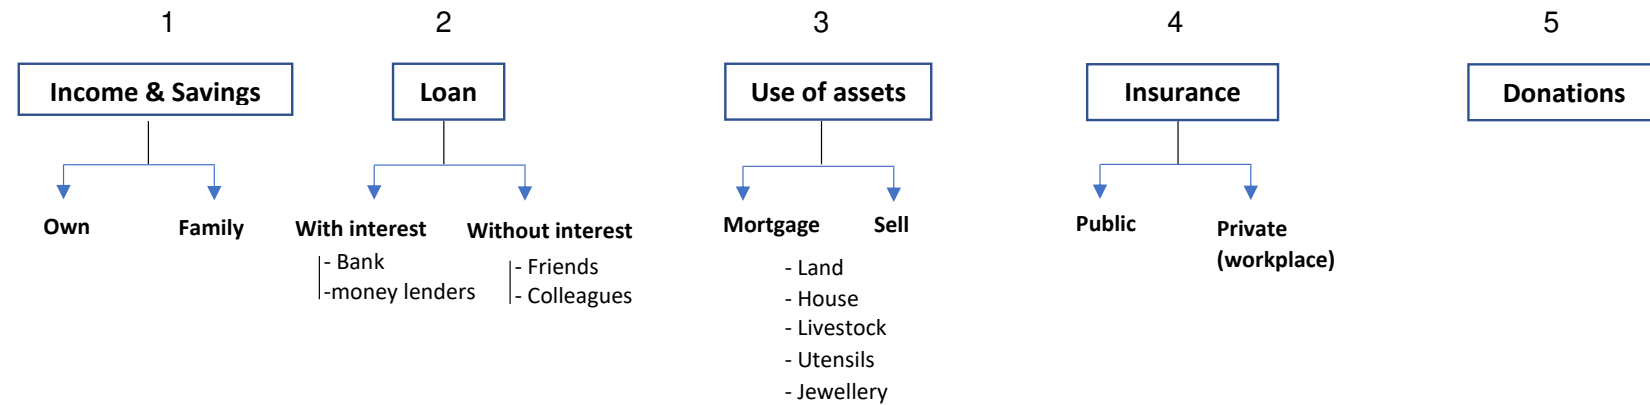 1
2
3
4
5
Income & Savings
Loan
Use of assets
Insurance
Donations
Own
Family
With interest
- Bank
-money lenders
Without interest
- Friends
- Colleagues
Mortgage
Sell
- Land
- House
- Livestock
- Utensils
- Jewellery
Public
Private
(workplace)